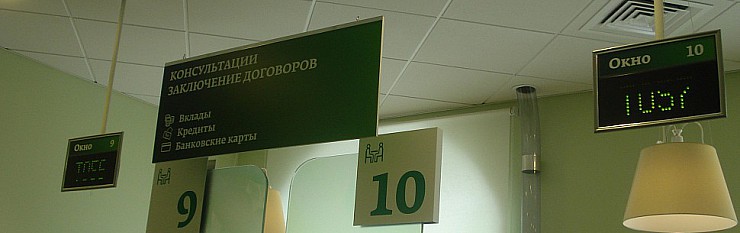 КОНСУЛЬТАЦИИ
ЗАКЛЮЧЕНИЕ ДОГОВОРОВ
Вклады
Кредиты
Банковские карты
Окно 9
9
10
Окно 10